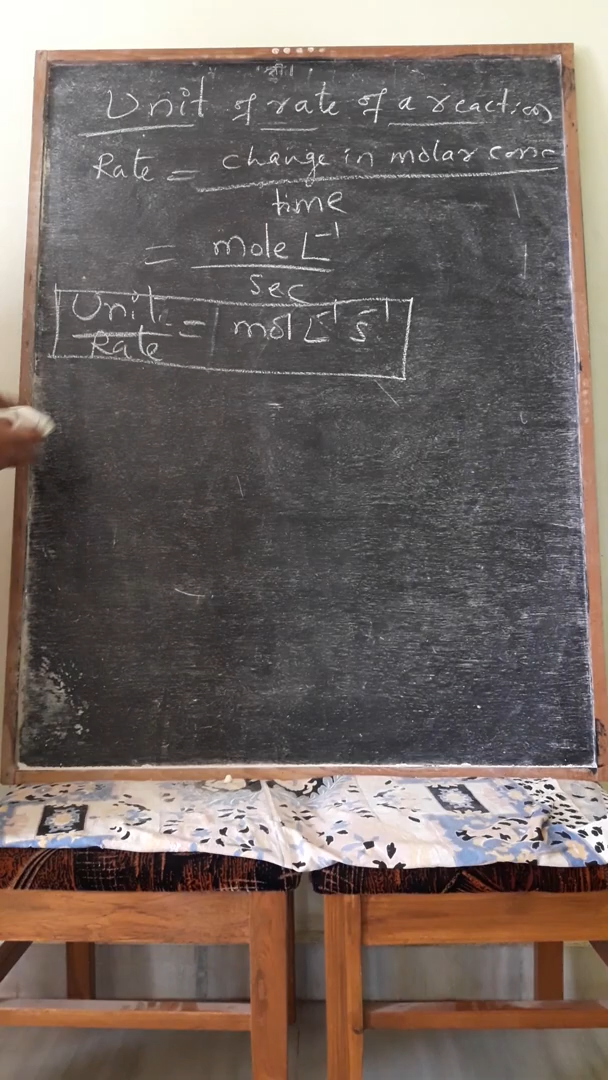 श्री।
Unit of rate of a reaction
Rate = change in molar conc
time
= mole L⁻¹
sec
Unit: = mol L⁻¹ s⁻¹
Rate